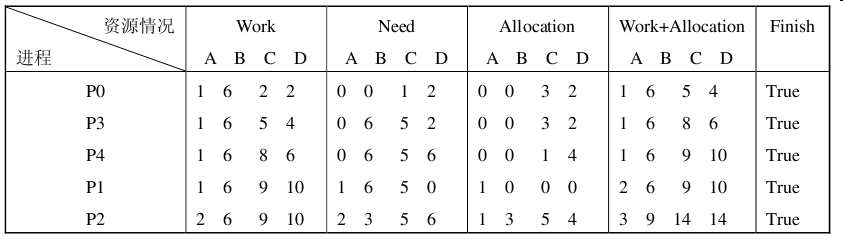 资源情况 Work Need Allocation Work+Allocation Finish
进程 A B C D A B C D A B C D A B C D
P0 1 6 2 2 0 0 1 2 0 0 3 2 1 6 5 4 True
P3 1 6 5 4 0 6 5 2 0 0 3 2 1 6 8 6 True
P4 1 6 8 6 0 6 5 6 0 0 1 4 1 6 9 10 True
P1 1 6 9 10 1 6 5 0 1 0 0 0 2 6 9 10 True
P2 2 6 9 10 2 3 5 6 1 3 5 4 3 9 14 14 True